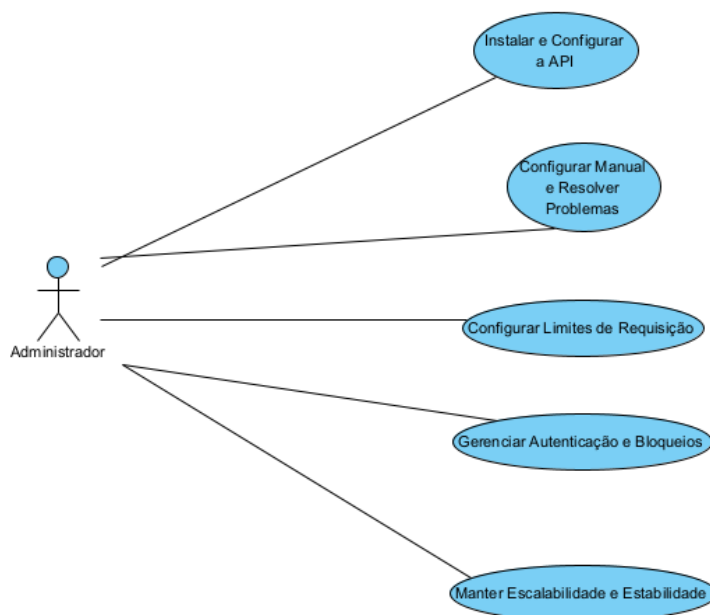 Instalar e Configurar
a API
Configurar Manual
e Resolver
Problemas
Administrador
Configurar Limites de Requisição
Gerenciar Autenticação e Bloqueios
Manter Escalabilidade e Estabilidade